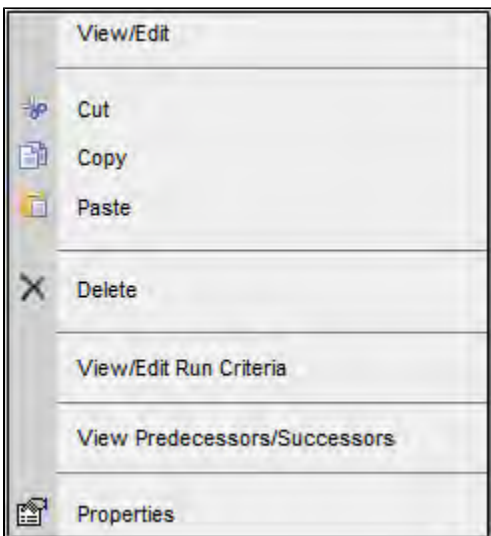 View/Edit
Cut
Copy
Paste
Delete
View/Edit Run Criteria
View Predecessors/Successors
Properties